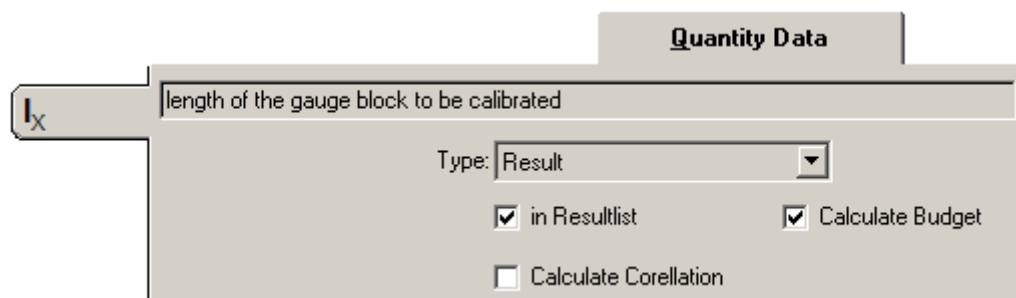 Quantity Data
length of the gauge block to be calibrated
lX
Type: Result
in Resultlist Calculate Budget
Calculate Corellation